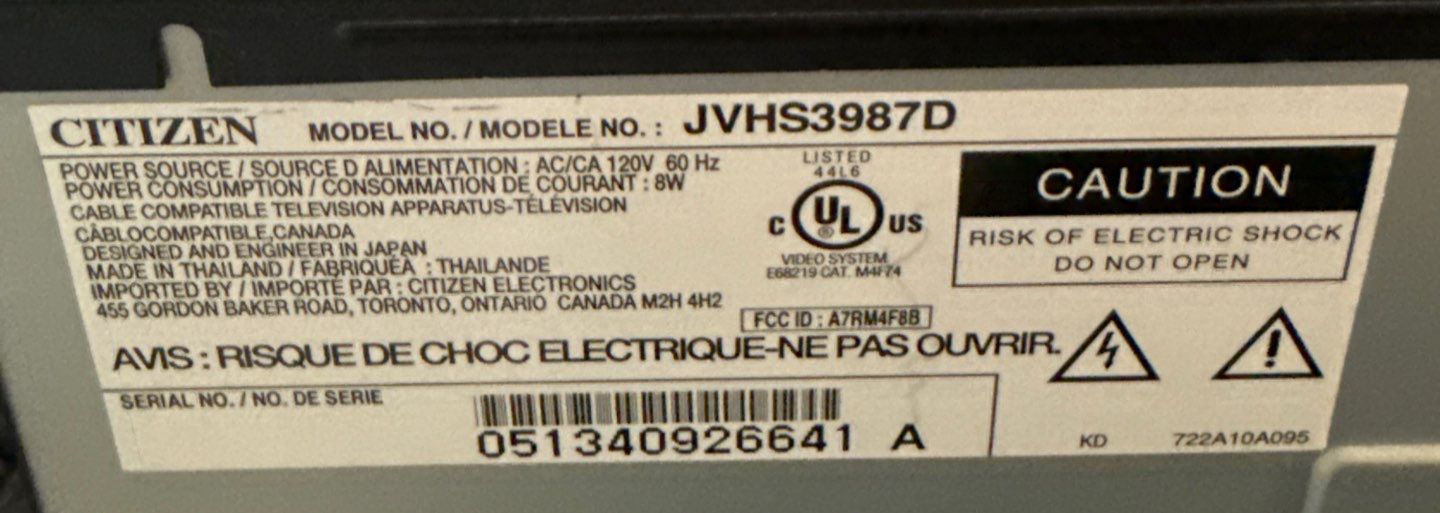 CITIZEN MODEL NO. / MODELE NO. : JVHS3987D
POWER SOURCE / SOURCE D ALIMENTATION : AC/CA 120V 60 Hz
POWER CONSUMPTION / CONSOMMATION DE COURANT : 8W
CABLE COMPATIBLE TELEVISION APPARATUS-TÉLÉVISION
CÂBLOCOMPATIBLE,CANADA
DESIGNED AND ENGINEER IN JAPAN
MADE IN THAILAND / FABRIQUÉA : THAILANDE
IMPORTED BY / IMPORTÉ PAR : CITIZEN ELECTRONICS
455 GORDON BAKER ROAD, TORONTO, ONTARIO CANADA M2H 4H2
LISTED
44L6
C UL ® US
VIDEO SYSTEM
E68219 CAT. M4FZ4
FCC ID : A7RM4F8B
CAUTION
RISK OF ELECTRIC SHOCK
DO NOT OPEN
AVIS : RISQUE DE CHOC ELECTRIQUE-NE PAS OUVRIR.
SERIAL NO. / NO. DE SERIE
051340926641 A
KD 722A10A095